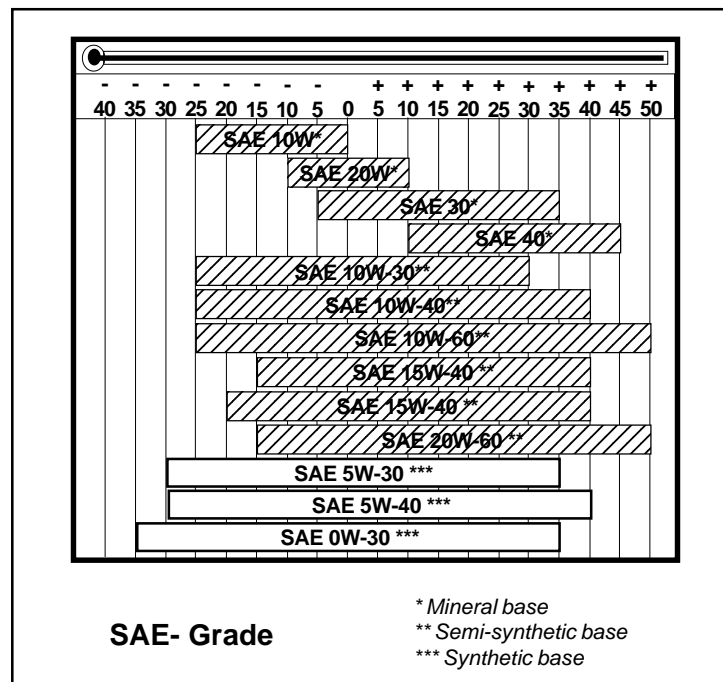 - - - - - - - - + + + + + + + + + +
40 35 30 25 20 15 10 5 0 5 10 15 20 25 30 35 40 45 50
SAE 10W*
SAE 20W*
SAE 30*
SAE 40*
SAE 10W-30**
SAE 10W-40**
SAE 10W-60**
SAE 15W-40 **
SAE 15W-40 **
SAE 20W-60 **
SAE 5W-30 ***
SAE 5W-40 ***
SAE 0W-30 ***
SAE- Grade
* Mineral base
** Semi-synthetic base
*** Synthetic base